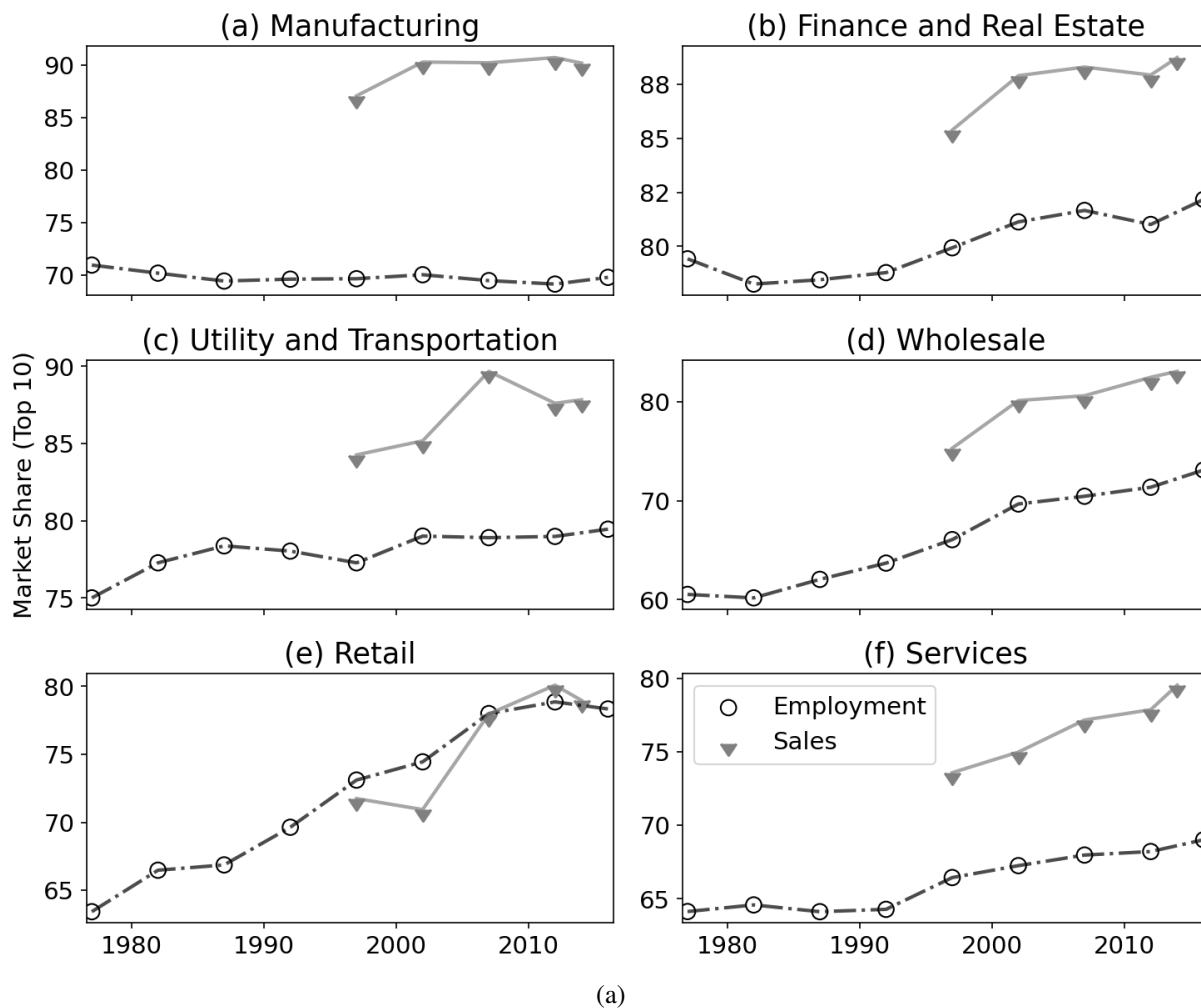 (a) Manufacturing
90
85
80
75
70
(b) Finance and Real Estate
88
85
82
80
Market Share (Top 10)
(c) Utility and Transportation
90
85
80
75
(d) Wholesale
80
70
60
(e) Retail
80
75
70
65
1980 1990 2000 2010
(f) Services
80
75
70
65
Employment
Sales
1980 1990 2000 2010
(a)